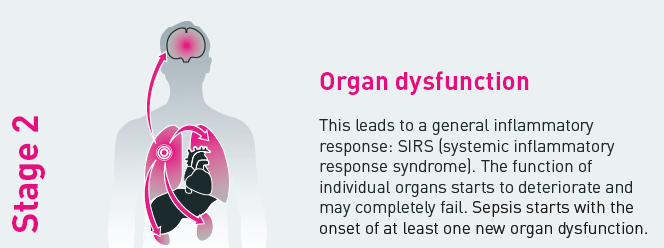 Stage 2
Organ dysfunction
This leads to a general inflammatory
response: SIRS (systemic inflammatory
response syndrome). The function of
individual organs starts to deteriorate and
may completely fail. Sepsis starts with the
onset of at least one new organ dysfunction.